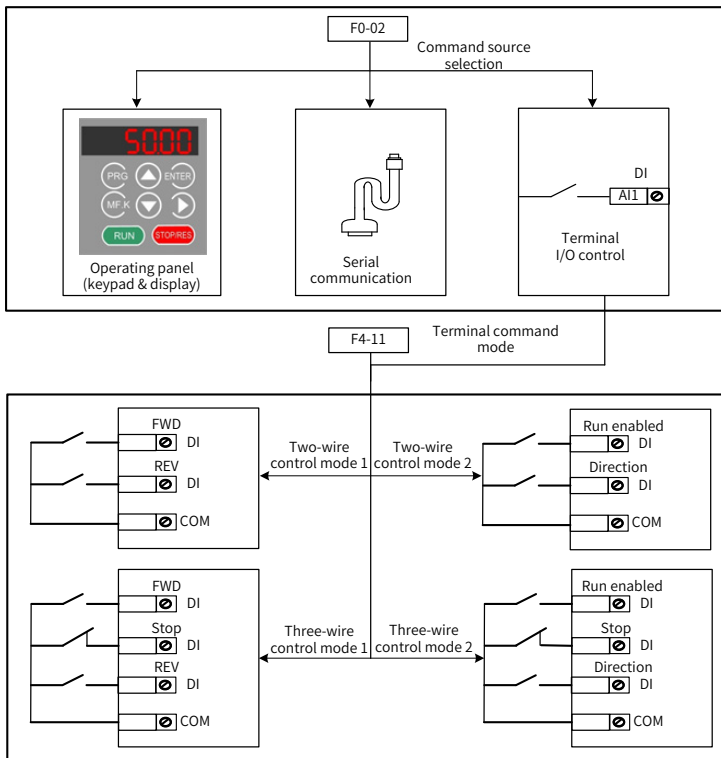 F0-02
Command source
selection
50.00
PRG
ENTER
MF.K
RUN
STOP/RES
Operating panel
(keypad & display)
Serial
communication
DI
AI1
Terminal
I/O control
F4-11
Terminal command
mode
FWD
DI
REV
DI
COM
Two-wire
control mode 1
Two-wire
control mode 2
Run enabled
DI
Direction
DI
COM
FWD
DI
Stop
DI
REV
DI
COM
Three-wire
control mode 1
Three-wire
control mode 2
Run enabled
DI
Stop
DI
Direction
DI
COM